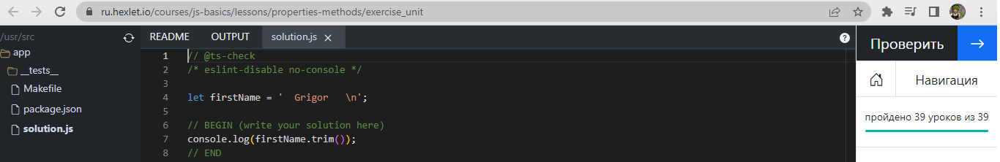 ru.hexlet.io/courses/js-basics/lessons/properties-methods/exercise_unit
/usr/src
app
__tests__
Makefile
package.json
solution.js
README OUTPUT solution.js
1 // @ts-check
2 /* eslint-disable no-console */
3
4 let firstName = '  Grigor   \n';
5
6 // BEGIN (write your solution here)
7 console.log(firstName.trim());
8 // END
Проверить
Навигация
пройдено 39 уроков из 39